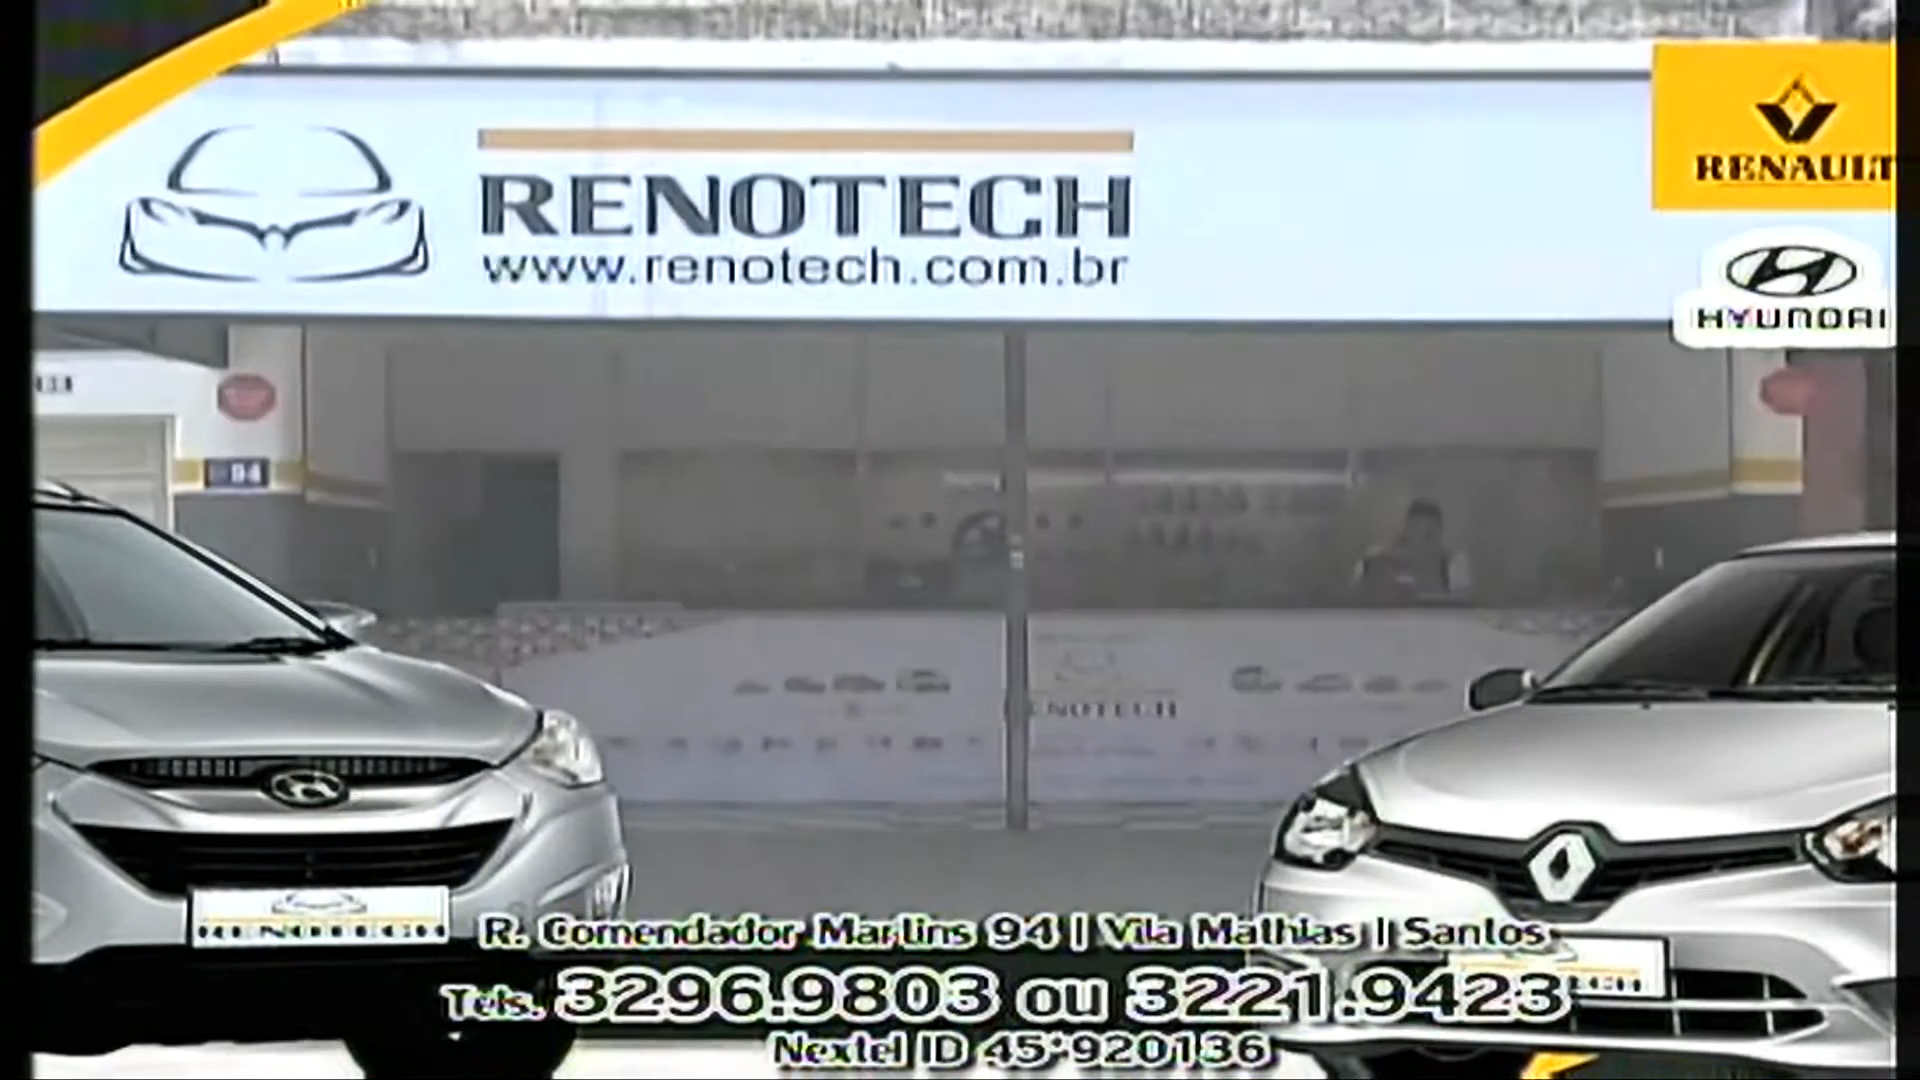 RENOTECH
www.renotech.com.br
RENAULT
HYUNDAI
94
RENOTECH
R. Comendador Martins 94 | Vila Mathias | Santos
Tels. 3296.9803 ou 3221.9423
Nextel ID 45*920136